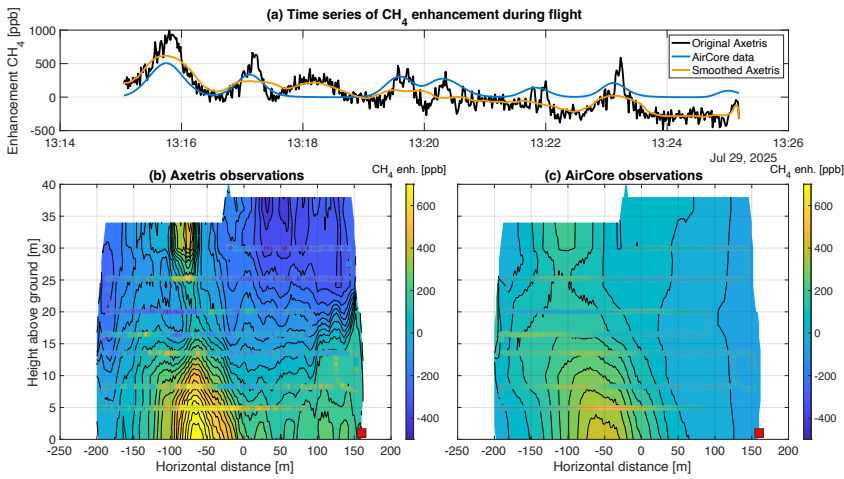 (a) Time series of CH4 enhancement during flight
Enhancement CH4 [ppb]
1000
500
0
-500
Original Axetris
AirCore data
Smoothed Axetris
13:14 13:16 13:18 13:20 13:22 13:24 13:26
Jul 29, 2025
(b) Axetris observations
CH4 enh. [ppb]
Height above ground [m]
40
35
30
25
20
15
10
5
0
-250 -200 -150 -100 -50 0 50 100 150 200
Horizontal distance [m]
600
400
200
0
-200
-400
(c) AirCore observations
CH4 enh. [ppb]
-250 -200 -150 -100 -50 0 50 100 150 200
Horizontal distance [m]
600
400
200
0
-200
-400